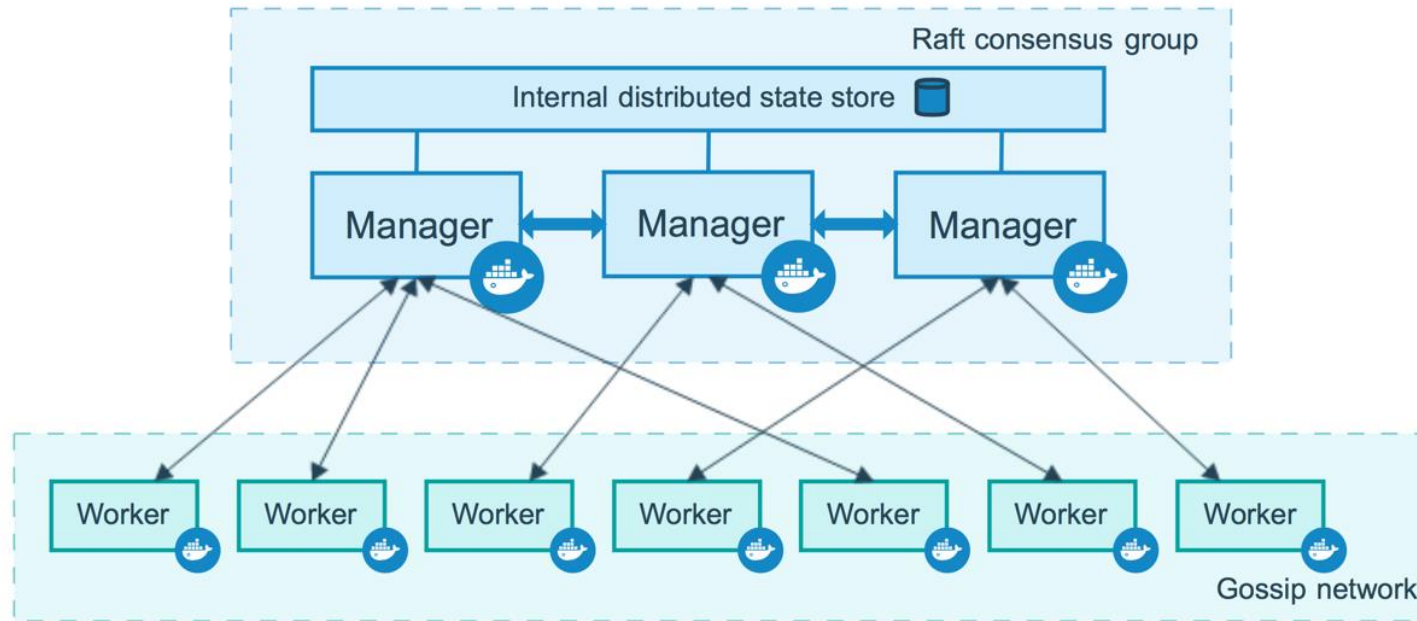 Raft consensus group
Internal distributed state store
Manager
Manager
Manager
Worker
Worker
Worker
Worker
Worker
Worker
Worker
Gossip network